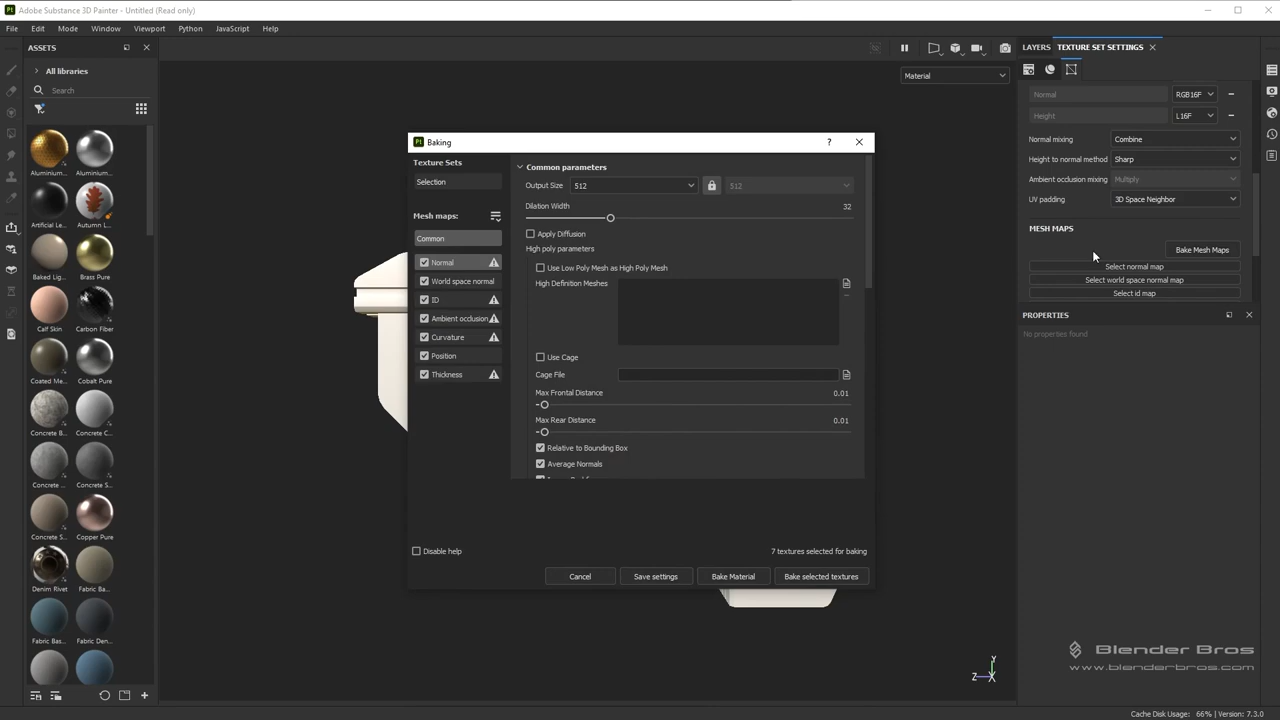 Adobe Substance 3D Painter - Untitled (Read only)
File Edit Mode Window Viewport Python JavaScript Help
ASSETS
All libraries
Search
Aluminium... Aluminium...
Artificial Le... Autumn L...
Baked Lig... Brass Pure
Calf Skin Carbon Fiber
Coated Me... Cobalt Pure
Concrete B... Concrete C...
Concrete ... Concrete S...
Concrete S... Copper Pure
Denim Rivet Fabric Ba...
Fabric Bas... Fabric Den...
Material
Baking
?
Texture Sets
Selection
Mesh maps:
Common
Normal
World space normal
ID
Ambient occlusion
Curvature
Position
Thickness
Common parameters
Output Size 512 512
Dilation Width 32
Apply Diffusion
High poly parameters
Use Low Poly Mesh as High Poly Mesh
High Definition Meshes
Use Cage
Cage File
Max Frontal Distance 0.01
Max Rear Distance 0.01
Relative to Bounding Box
Average Normals
Disable help
7 textures selected for baking
Cancel Save settings Bake Material Bake selected textures
LAYERS TEXTURE SET SETTINGS
Normal RGB16F
Height L16F
Normal mixing Combine
Height to normal method Sharp
Ambient occlusion mixing Multiply
UV padding 3D Space Neighbor
MESH MAPS
Bake Mesh Maps
Select normal map
Select world space normal map
Select id map
PROPERTIES
No properties found
Y
Z X
Blender Bros
www.blenderbros.com
Cache Disk Usage: 66% | Version: 7.3.0